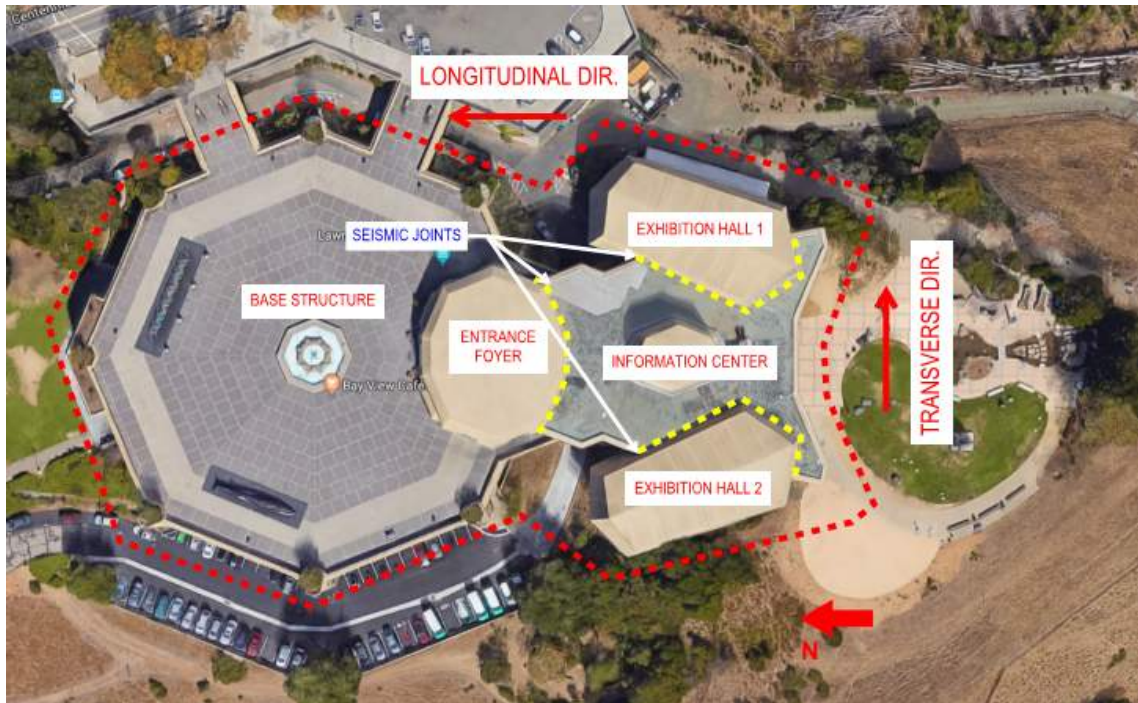 Centennial
LONGITUDINAL DIR.
EXHIBITION HALL 1
SEISMIC JOINTS
BASE STRUCTURE
ENTRANCE
FOYER
INFORMATION CENTER
Bay View Cafe
TRANSVERSE DIR.
EXHIBITION HALL 2
N